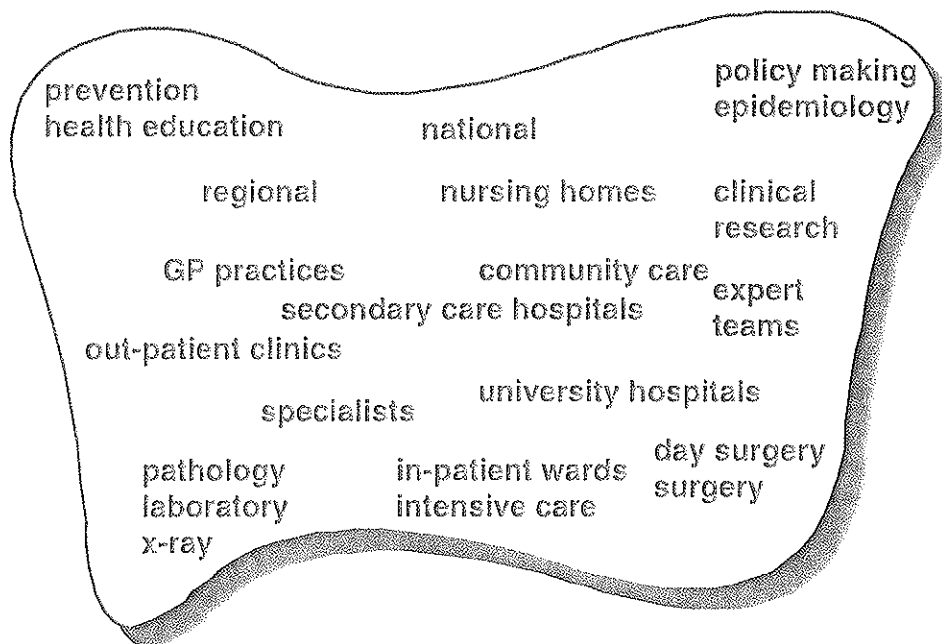 prevention
health education
national
policy making
epidemiology
regional
nursing homes
clinical
research
GP practices
community care
expert
teams
secondary care hospitals
out-patient clinics
university hospitals
specialists
pathology
laboratory
x-ray
in-patient wards
intensive care
day surgery
surgery